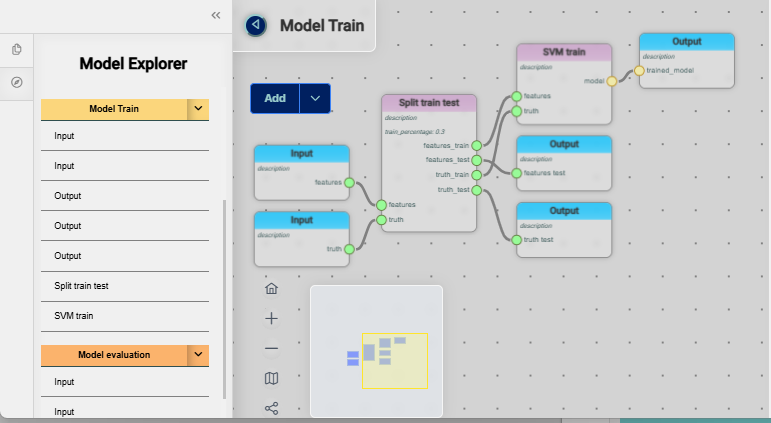 Model Train
Model Explorer
Model Train
Input
Input
Output
Output
Output
Split train test
SVM train
Model evaluation
Input
Input
Add
Input
description
features
Input
description
truth
Split train test
description
train_percentage: 0.3
features_train
features_test
truth_train
truth_test
features
truth
SVM train
description
model
features
truth
Output
description
trained_model
Output
description
features test
Output
description
truth test